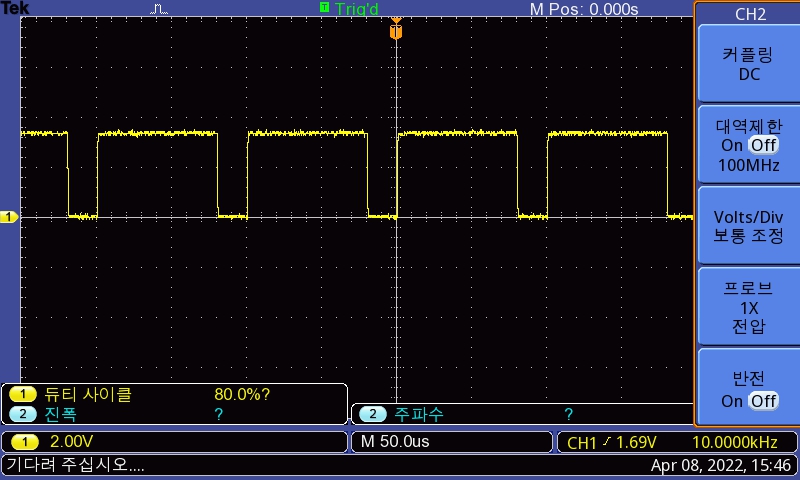 Tek
T Trig'd
M Pos: 0.000s
T
CH2
커플링
DC
대역제한
On Off
100MHz
Volts/Div
보통 조정
프로브
1X
전압
반전
On Off
1
1 듀티 사이클 80.0%?
2 진폭 ?
2 주파수 ?
1 2.00V
M 50.0us
CH1 1.69V 10.0000kHz
기다려 주십시오....
Apr 08, 2022, 15:46